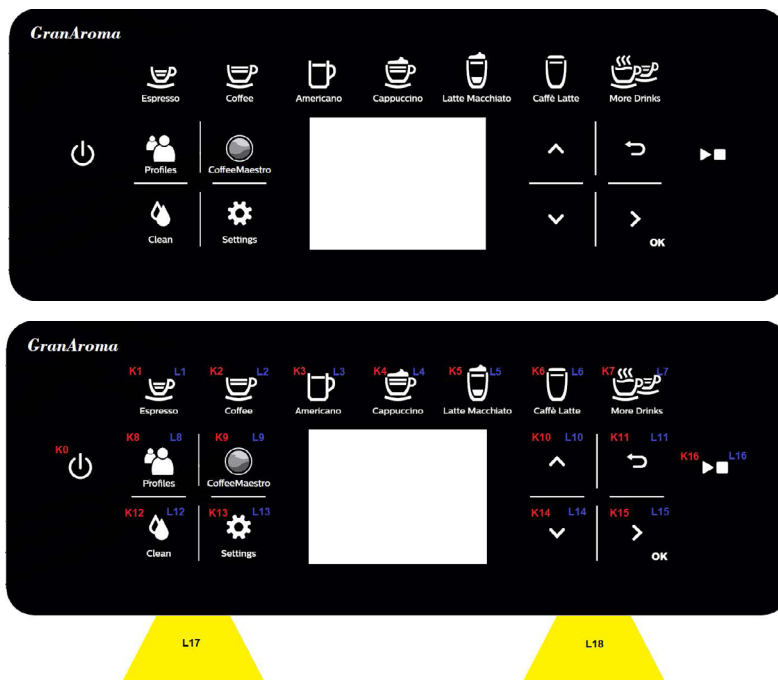 GranAroma
Espresso Coffee Americano Cappuccino Latte Macchiato Caffè Latte More Drinks
Profiles CoffeeMaestro
Clean Settings
OK
GranAroma
K1 L1 K2 L2 K3 L3 K4 L4 K5 L5 K6 L6 K7 L7
Espresso Coffee Americano Cappuccino Latte Macchiato Caffè Latte More Drinks
K8 L8 K9 L9 K10 L10 K11 L11
K0 K16 L16
Profiles CoffeeMaestro
K12 L12 K13 L13 K14 L14 K15 L15
Clean Settings
OK
L17 L18